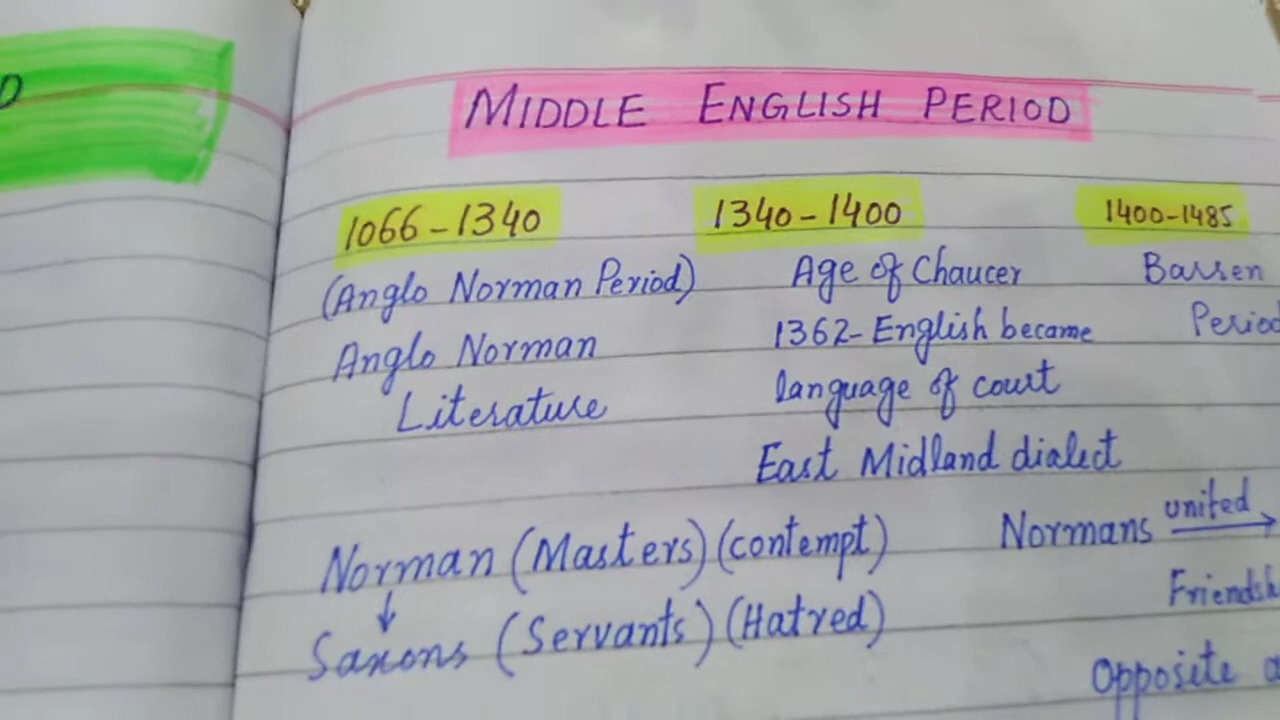 MIDDLE ENGLISH PERIOD
1066-1340 1340-1400 1400-1485
(Anglo Norman Period) Age of Chaucer Barren
Anglo Norman 1362- English became Period
Literature language of court
East Midland dialect
Norman (Masters) (contempt) Normans united →
↓
Saxons (Servants) (Hatred) Friendsh
Opposite